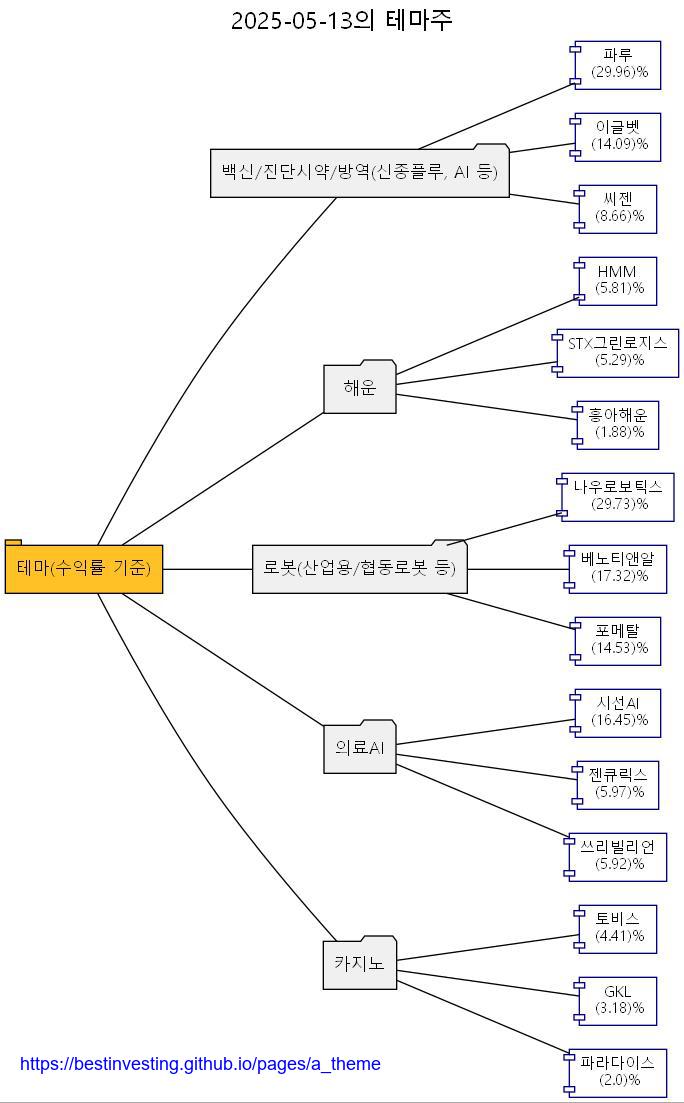 2025-05-13의 테마주
파루
(29.96)%
이글벳
(14.09)%
백신/진단시약/방역(신종플루, AI 등)
씨젠
(8.66)%
HMM
(5.81)%
STX그린로지스
(5.29)%
해운
흥아해운
(1.88)%
나우로보틱스
(29.73)%
테마(수익률 기준)
로봇(산업용/협동로봇 등)
베노티앤알
(17.32)%
포메탈
(14.53)%
시선AI
(16.45)%
의료AI
젠큐릭스
(5.97)%
쓰리빌리언
(5.92)%
토비스
(4.41)%
카지노
GKL
(3.18)%
파라다이스
(2.0)%
https://bestinvesting.github.io/pages/a_theme